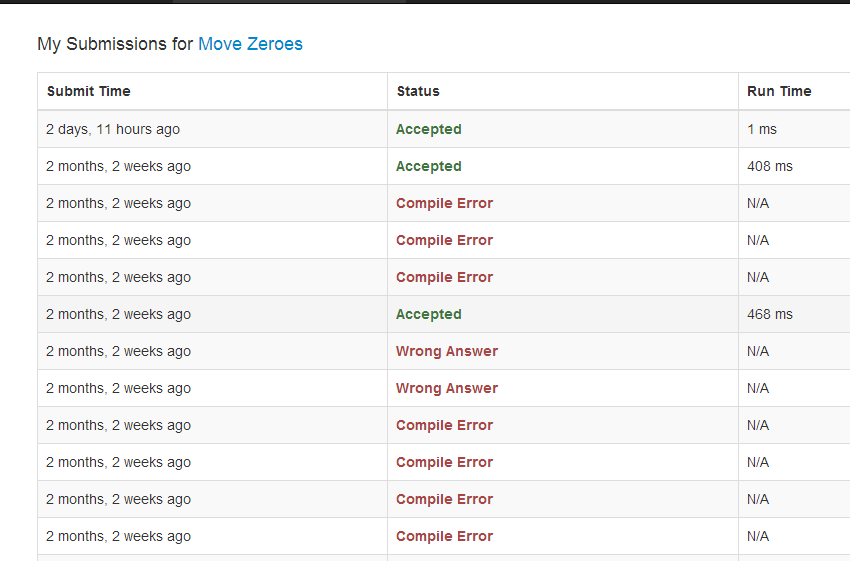 My Submissions for Move Zeroes
Submit Time Status Run Time
2 days, 11 hours ago Accepted 1 ms
2 months, 2 weeks ago Accepted 408 ms
2 months, 2 weeks ago Compile Error N/A
2 months, 2 weeks ago Compile Error N/A
2 months, 2 weeks ago Compile Error N/A
2 months, 2 weeks ago Accepted 468 ms
2 months, 2 weeks ago Wrong Answer N/A
2 months, 2 weeks ago Wrong Answer N/A
2 months, 2 weeks ago Compile Error N/A
2 months, 2 weeks ago Compile Error N/A
2 months, 2 weeks ago Compile Error N/A
2 months, 2 weeks ago Compile Error N/A